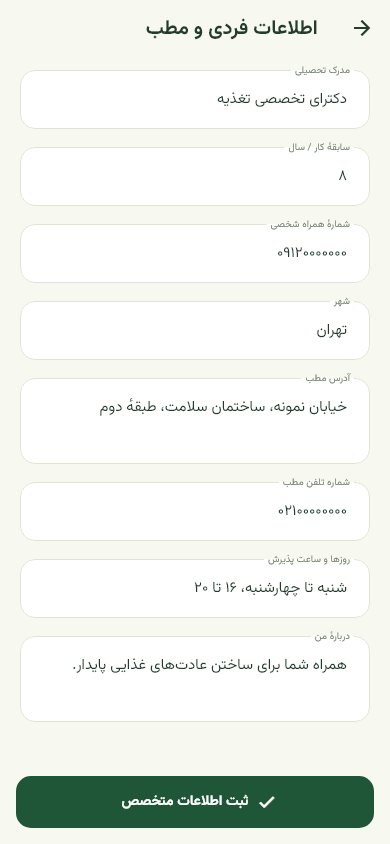 اطلاعات فردی و مطب
مدرک تحصیلی
دکترای تخصصی تغذیه
سابقهٔ کار / سال
۸
شمارهٔ همراه شخصی
۰۹۱۲۰۰۰۰۰۰۰
شهر
تهران
آدرس مطب
خیابان نمونه، ساختمان سلامت، طبقهٔ دوم
شماره تلفن مطب
۰۲۱۰۰۰۰۰۰۰۰
روزها و ساعت پذیرش
شنبه تا چهارشنبه، ۱۶ تا ۲۰
دربارهٔ من
همراه شما برای ساختن عادت‌های غذایی پایدار.
ثبت اطلاعات متخصص